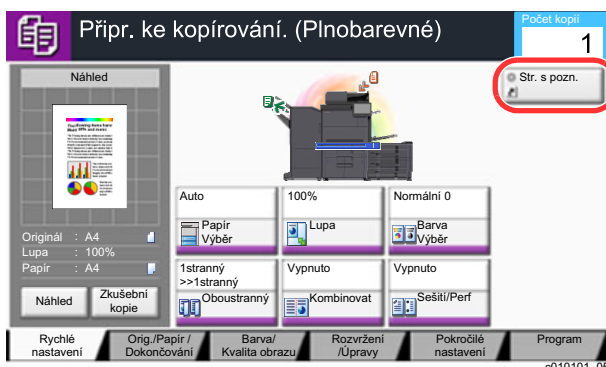 Připr. ke kopírování. (Plnobarevné)
Počet kopií
1
Str. s pozn.
Náhled
Originál : A4
Lupa : 100%
Papír : A4
Náhled
Zkušební
kopie
Auto
Papír
Výběr
100%
Lupa
Normální 0
Barva
Výběr
1stranný
>>1stranný
Oboustranný
Vypnuto
Kombinovat
Vypnuto
Sešití/Perf
Rychlé
nastavení
Orig./Papír /
Dokončování
Barva/
Kvalita obrazu
Rozvržení
/Úpravy
Pokročilé
nastavení
Program